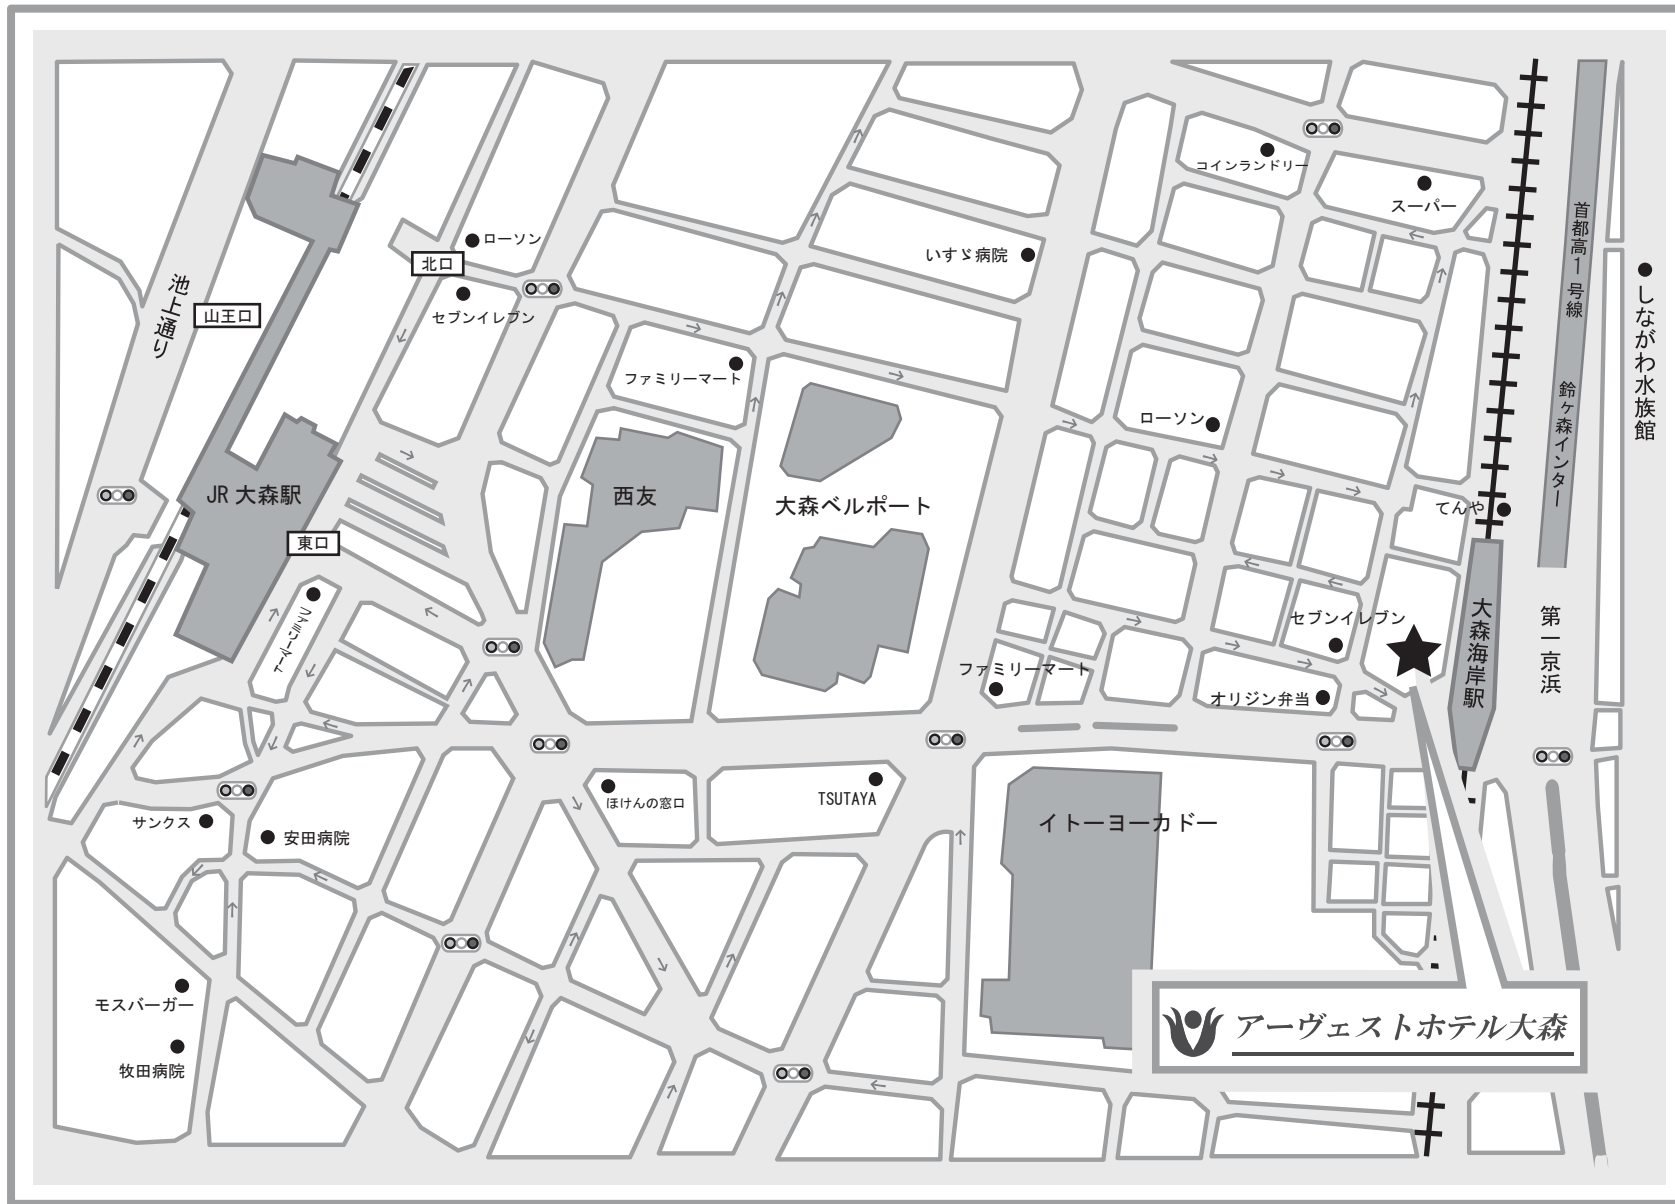 コインランドリー
スーパー
ローソン
北口
いすゞ病院
首都高1号線
鈴ヶ森インター
しながわ水族館
池上通り
山王口
セブンイレブン
ファミリーマート
ローソン
JR 大森駅
西友
大森ベルポート
てんや
東口
ファミリーマート
セブンイレブン
大森海岸駅
第一京浜
ファミリーマート
オリジン弁当
ほけんの窓口
TSUTAYA
サンクス
安田病院
イトーヨーカドー
モスバーガー
牧田病院
アーヴェストホテル大森